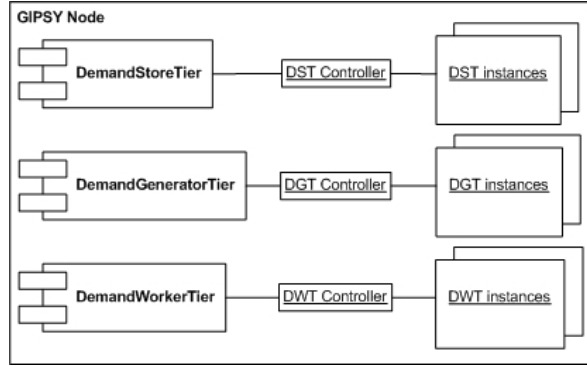 GIPSY Node
DemandStoreTier
DST Controller
DST instances
DemandGeneratorTier
DGT Controller
DGT instances
DemandWorkerTier
DWT Controller
DWT instances